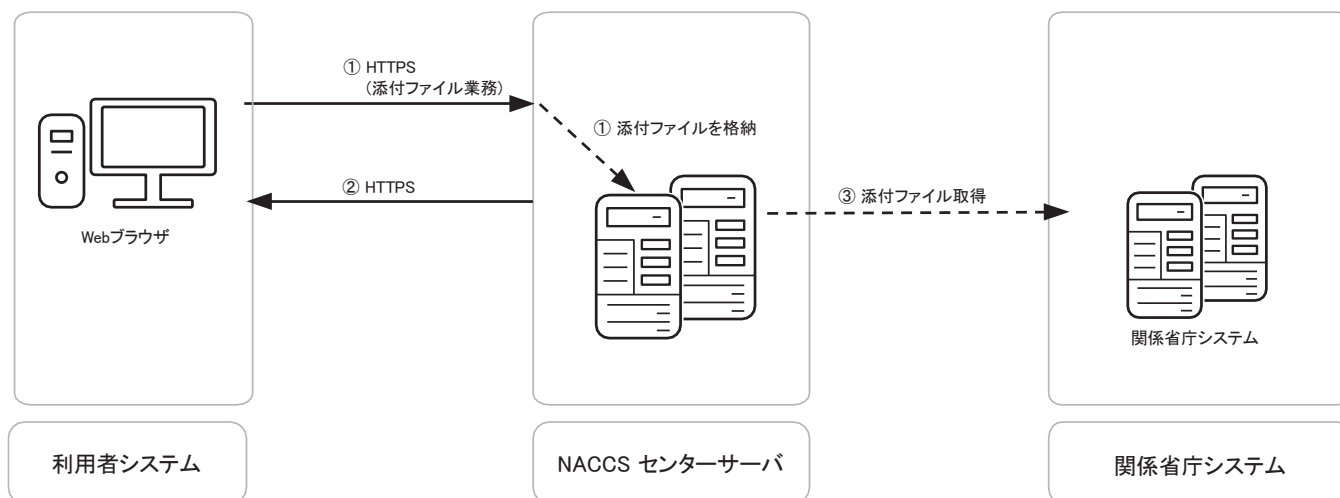 ① HTTPS
（添付ファイル業務）
① 添付ファイルを格納
② HTTPS
③ 添付ファイル取得
Webブラウザ
関係省庁システム
利用者システム
NACCS センターサーバ
関係省庁システム